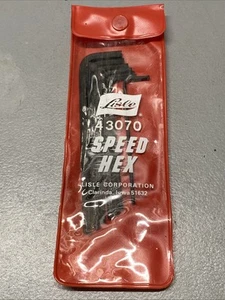 Lisle
43070
SPEED
HEX
LISLE CORPORATION
Clarinda, Iowa 51632